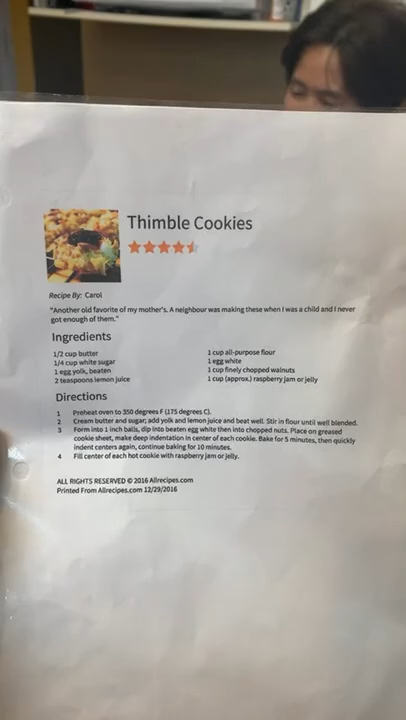 Thimble Cookies
Recipe By: Carol
"Another old favorite of my mother's. A neighbour was making these when I was a child and I never
got enough of them."
Ingredients
1/2 cup butter
1/4 cup white sugar
1 egg yolk, beaten
2 teaspoons lemon juice
1 cup all-purpose flour
1 egg white
1 cup finely chopped walnuts
1 cup (approx.) raspberry jam or jelly
Directions
1 Preheat oven to 350 degrees F (175 degrees C).
2 Cream butter and sugar; add yolk and lemon juice and beat well. Stir in flour until well blended.
3 Form into 1 inch balls, dip into beaten egg white then into chopped nuts. Place on greased
cookie sheet, make deep indentation in center of each cookie. Bake for 5 minutes, then quickly
indent centers again, continue baking for 10 minutes.
4 Fill center of each hot cookie with raspberry jam or jelly.
ALL RIGHTS RESERVED © 2016 Allrecipes.com
Printed From Allrecipes.com 12/29/2016